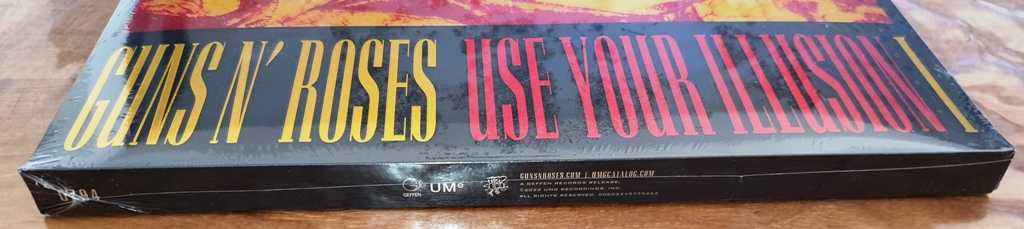 GUNS N' ROSES USE YOUR ILLUSION I
GEFFEN
UMe
GUNSNROSES.COM | UMGCATALOG.COM
A GEFFEN RECORDS RELEASE;
©2022 UMG RECORDINGS, INC.
ALL RIGHTS RESERVED.